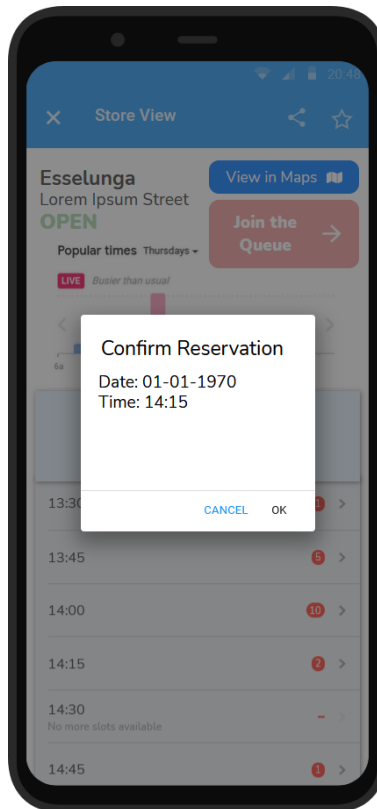 20:48
Store View
Esselunga
Lorem Ipsum Street
OPEN
View in Maps
Join the
Queue
Popular times Thursdays
LIVE Busier than usual
6a
Confirm Reservation
Date: 01-01-1970
Time: 14:15
CANCEL OK
13:30
13:45 5
14:00 10
14:15 2
14:30 -
No more slots available
14:45 1